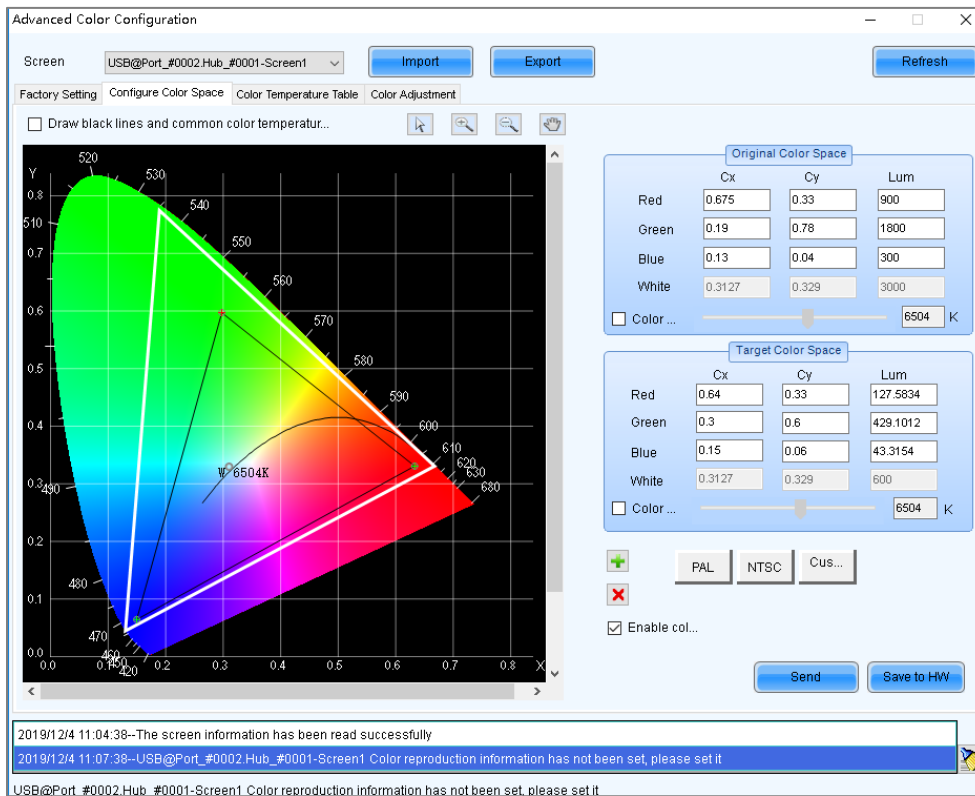 Advanced Color Configuration
Screen USB@Port_#0002.Hub_#0001-Screen1 Import Export Refresh
Factory Setting Configure Color Space Color Temperature Table Color Adjustment
Draw black lines and common color temperatur...
Y
0.8
0.7
0.6
0.5
0.4
0.3
0.2
0.1
0.0
0.0 0.1 0.2 0.3 0.4 0.5 0.6 0.7 0.8 X
520
530
540
510
550
560
570
580
590
600
610
620
630
680
490
480
470
460
450
420
W 6504K
Original Color Space
Cx Cy Lum
Red 0.675 0.33 900
Green 0.19 0.78 1800
Blue 0.13 0.04 300
White 0.3127 0.329 3000
Color ... 6504 K
Target Color Space
Cx Cy Lum
Red 0.64 0.33 127.5834
Green 0.3 0.6 429.1012
Blue 0.15 0.06 43.3154
White 0.3127 0.329 600
Color ... 6504 K
PAL NTSC Cus...
Enable col...
Send Save to HW
2019/12/4 11:04:38--The screen information has been read successfully
2019/12/4 11:07:38--USB@Port_#0002.Hub_#0001-Screen1 Color reproduction information has not been set, please set it
USB@Port_#0002.Hub_#0001-Screen1 Color reproduction information has not been set, please set it